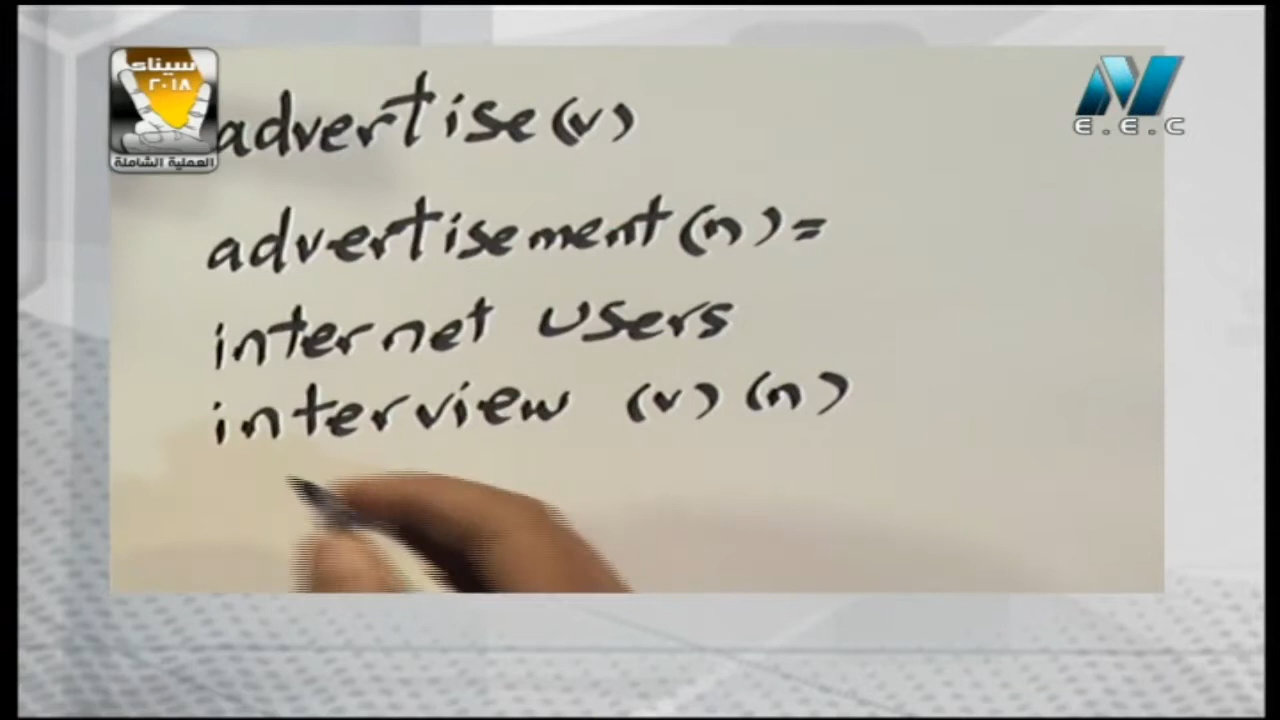 سيناء
٢٠١٨
العملية الشاملة
N
E.E.C
advertise (v)
advertisement (n) =
internet users
interview (v) (n)